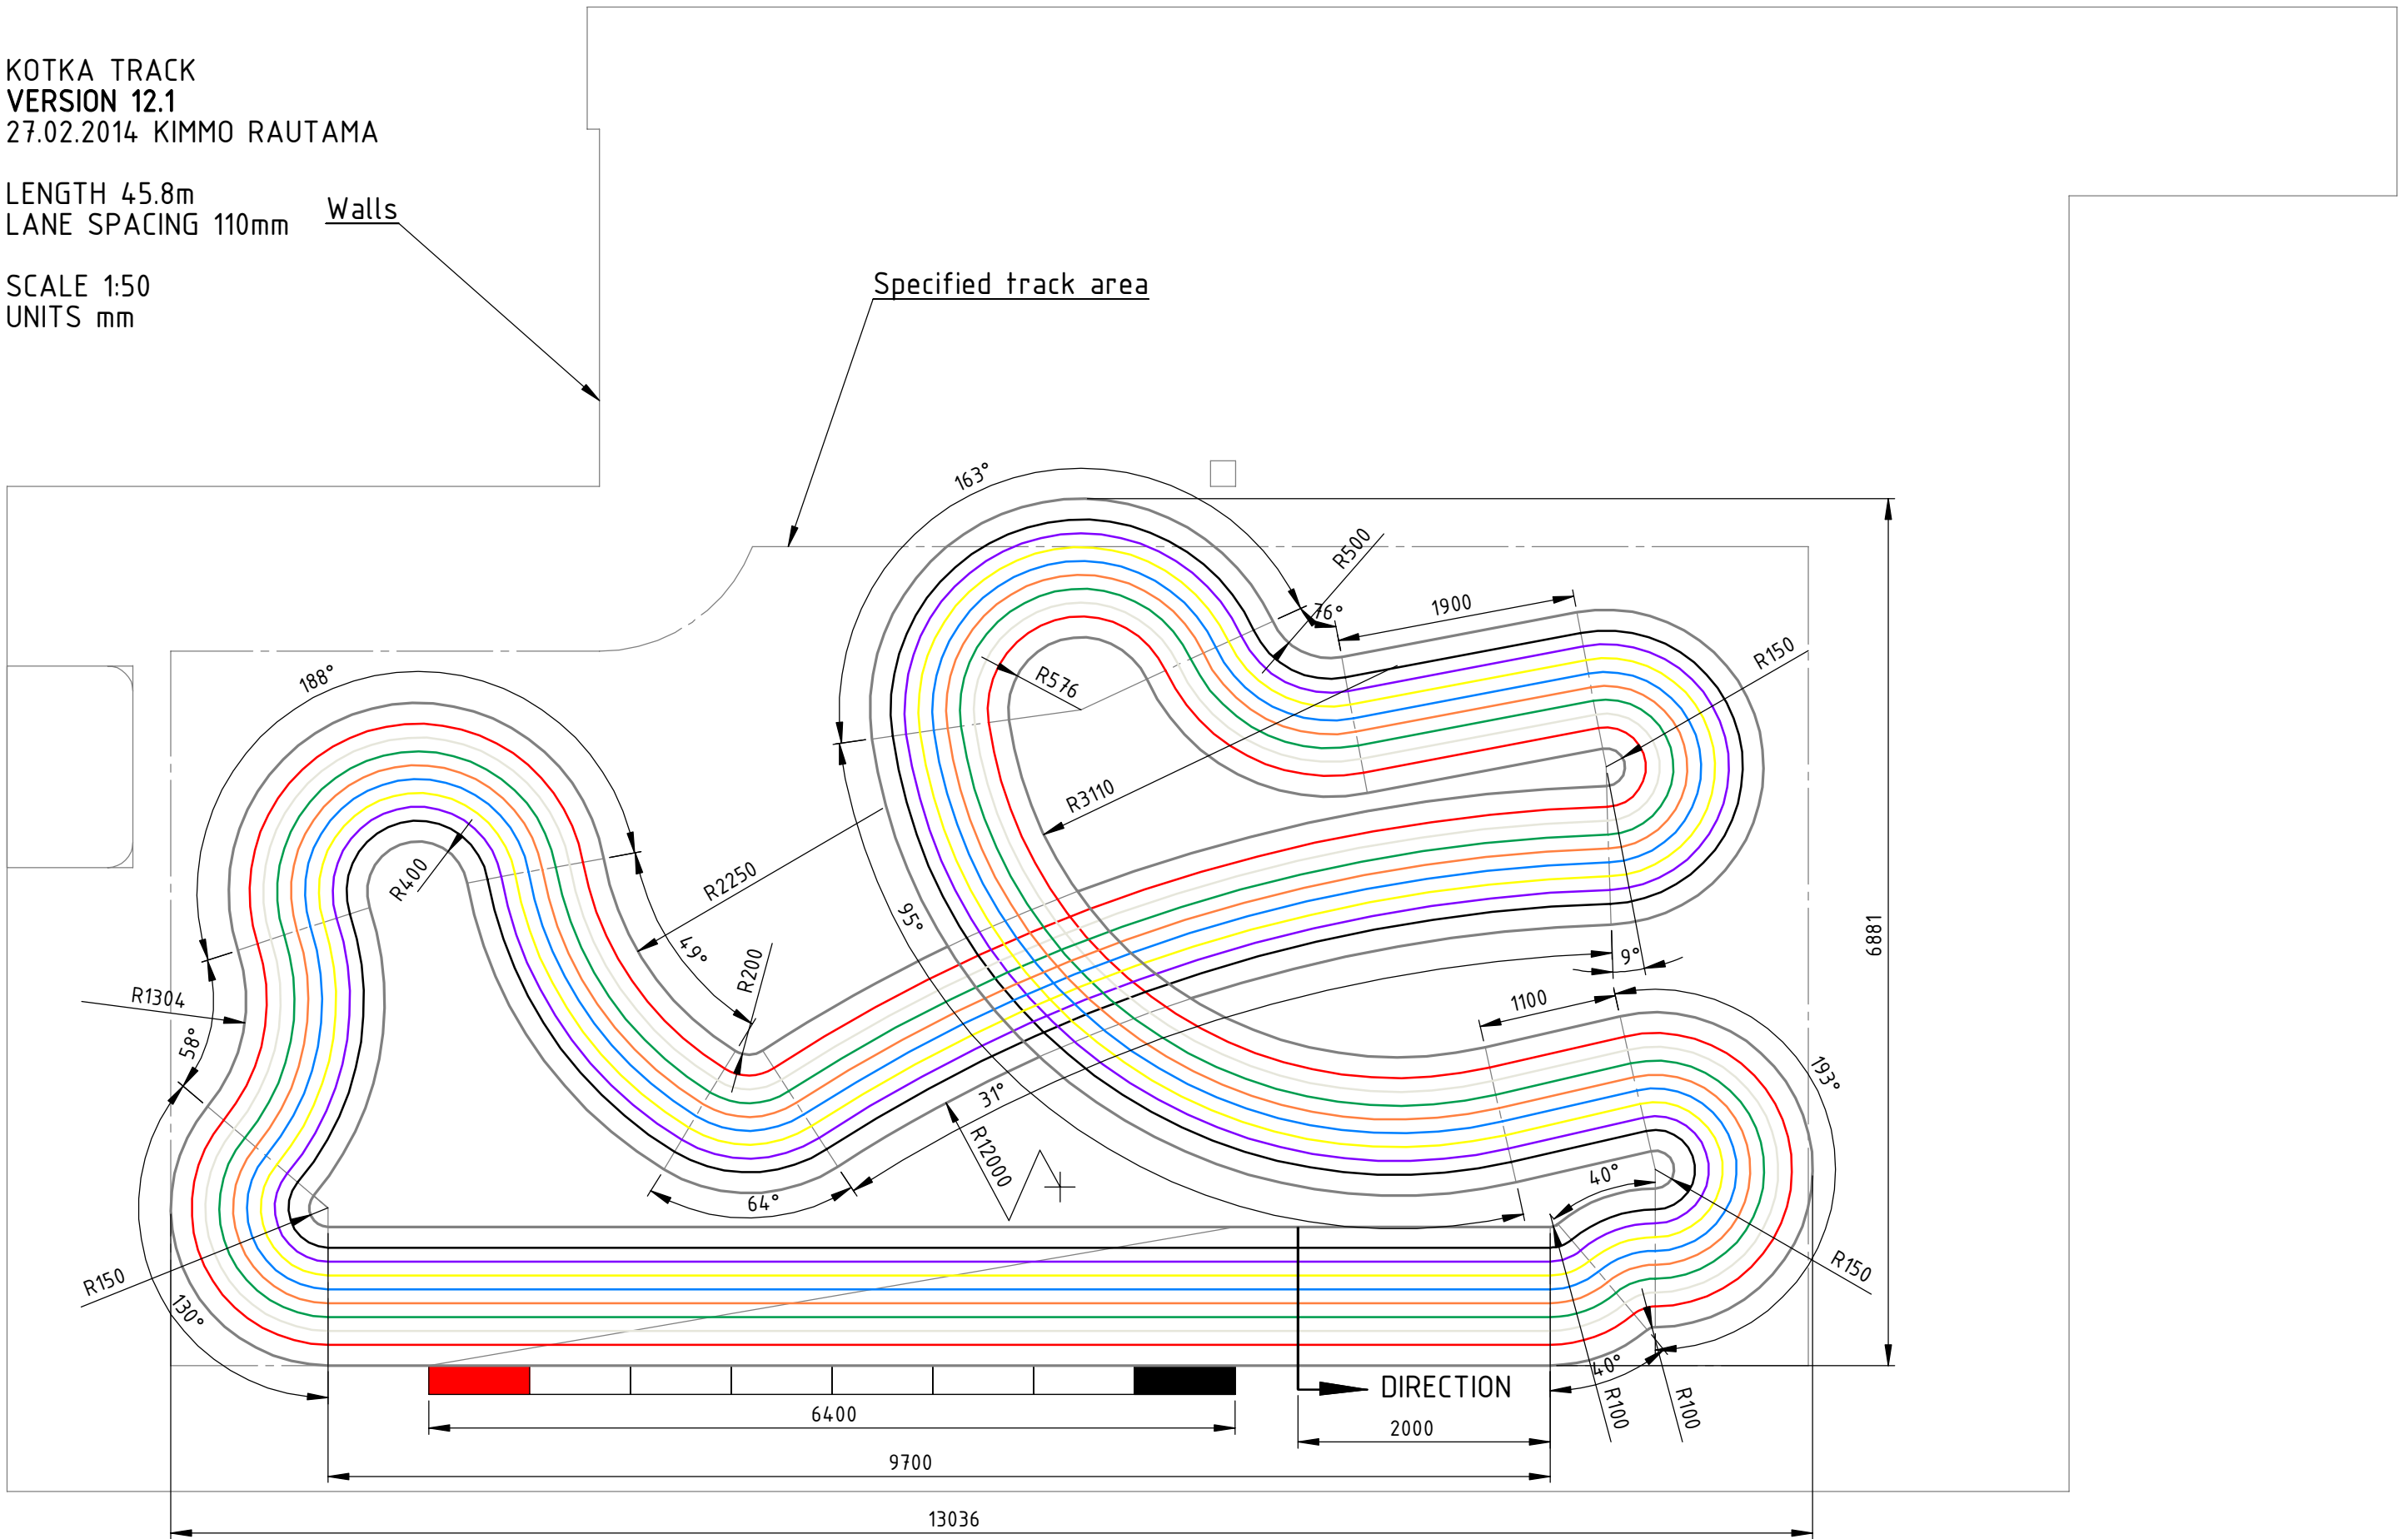 KOTKA TRACK
VERSION 12.1
27.02.2014 KIMMO RAUTAMA
LENGTH 45.8m
LANE SPACING 110mm
SCALE 1:50
UNITS mm
Walls
Specified track area
163°
R500
76°
1900
R150
R576
R3110
188°
R400
R2250
95°
49°
R200
6881
9°
1100
R1304
58°
193°
31°
R12000
40°
64°
R150
R150
130°
40°
R100
R100
DIRECTION
6400
2000
9700
13036